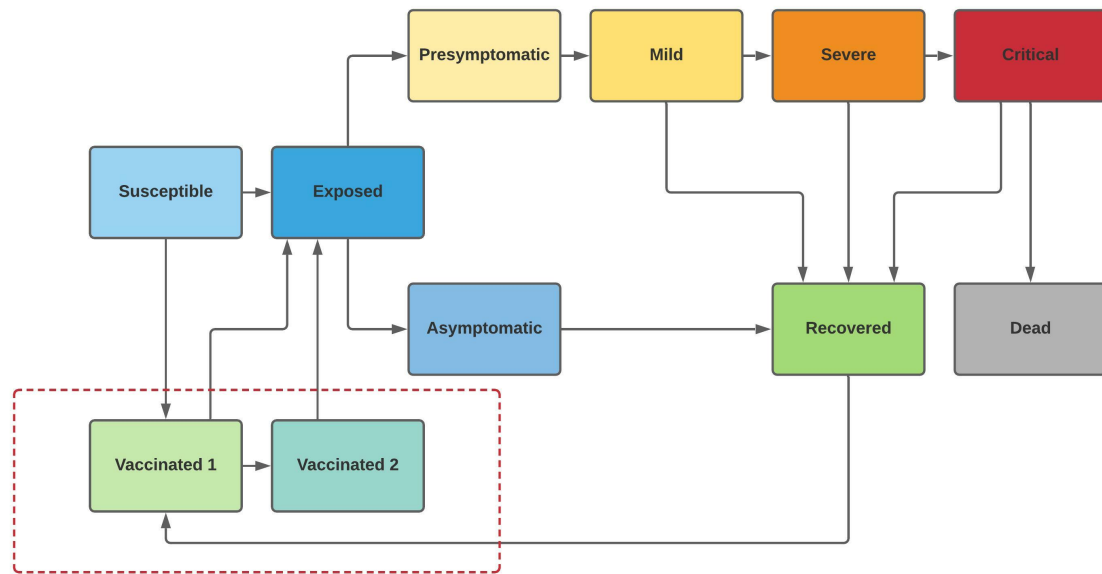 Presymptomatic
Mild
Severe
Critical
Susceptible
Exposed
Asymptomatic
Recovered
Dead
Vaccinated 1
Vaccinated 2